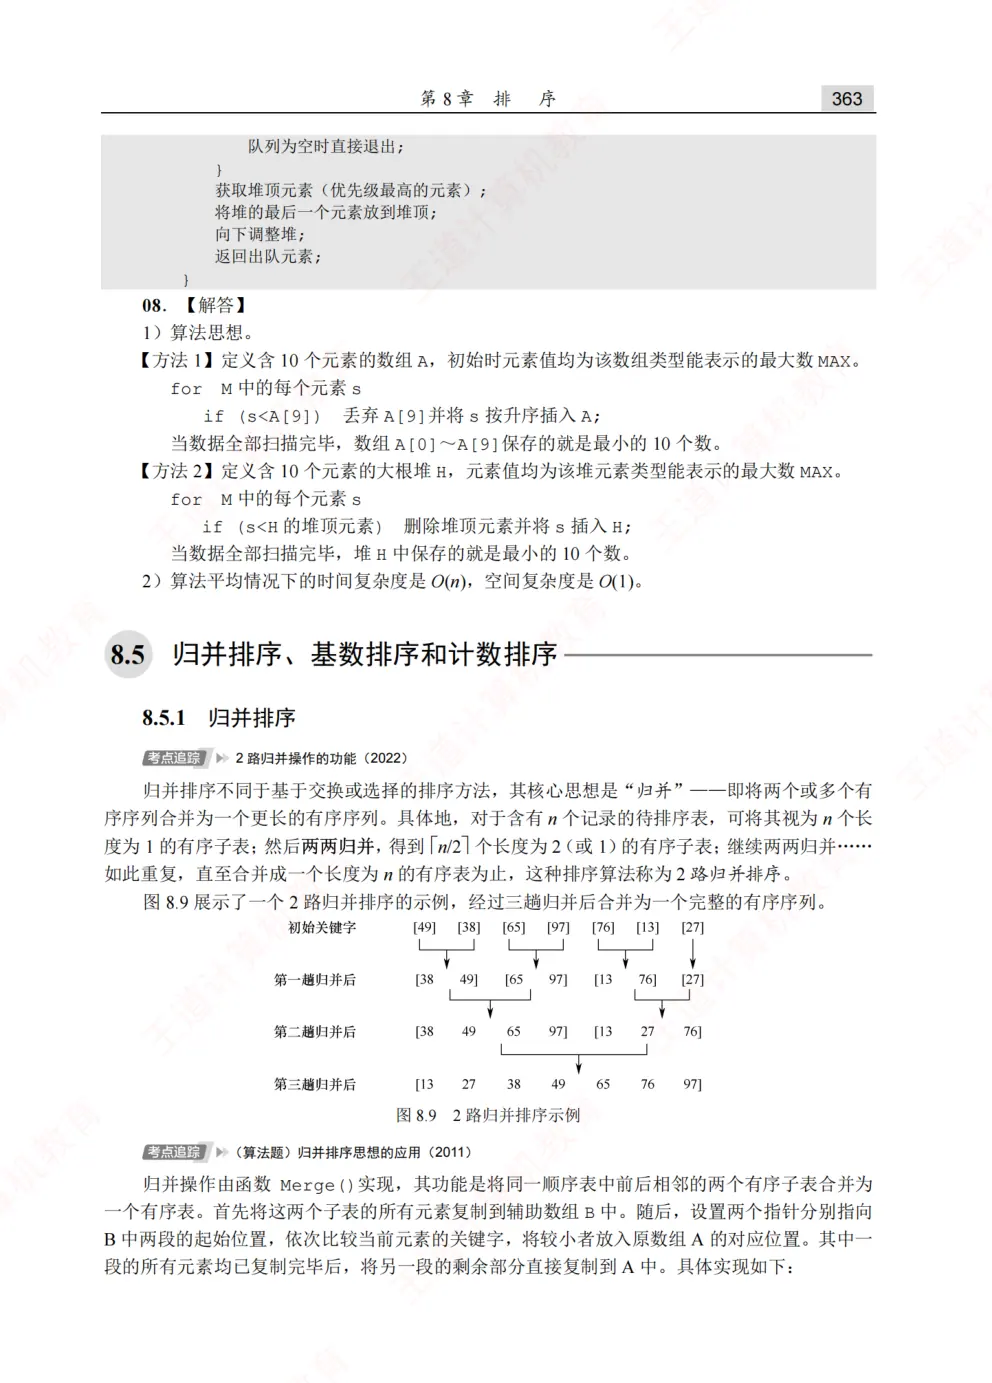 第 8 章 排 序 363
队列为空时直接退出;
}
获取堆顶元素(优先级最高的元素);
将堆的最后一个元素放到堆顶;
向下调整堆;
返回出队元素;
}
08. 【解答】
1)算法思想。
【方法 1】定义含 10 个元素的数组 A,初始时元素值均为该数组类型能表示的最大数 MAX。
for M 中的每个元素 s
if (s<A[9]) 丢弃 A[9]并将 s 按升序插入 A;
当数据全部扫描完毕,数组 A[0]~A[9]保存的就是最小的 10 个数。
【方法 2】定义含 10 个元素的大根堆 H,元素值均为该堆元素类型能表示的最大数 MAX。
for M 中的每个元素 s
if (s<H 的堆顶元素) 删除堆顶元素并将 s 插入 H;
当数据全部扫描完毕,堆 H 中保存的就是最小的 10 个数。
2)算法平均情况下的时间复杂度是 O(n),空间复杂度是 O(1)。
8.5 归并排序、基数排序和计数排序
8.5.1 归并排序
考点追踪 2 路归并操作的功能(2022)
归并排序不同于基于交换或选择的排序方法,其核心思想是“归并”——即将两个或多个有
序序列合并为一个更长的有序序列。具体地,对于含有 n 个记录的待排序表,可将其视为 n 个长
度为 1 的有序子表;然后两两归并,得到⌈n/2⌉个长度为 2(或 1)的有序子表;继续两两归并……
如此重复,直至合并成一个长度为 n 的有序表为止,这种排序算法称为 2 路归并排序。
图 8.9 展示了一个 2 路归并排序的示例,经过三趟归并后合并为一个完整的有序序列。
初始关键字 [49] [38] [65] [97] [76] [13] [27]
第一趟归并后 [38 49] [65 97] [13 76] [27]
第二趟归并后 [38 49 65 97] [13 27 76]
第三趟归并后 [13 27 38 49 65 76 97]
图 8.9 2 路归并排序示例
考点追踪 (算法题)归并排序思想的应用(2011)
归并操作由函数 Merge()实现,其功能是将同一顺序表中前后相邻的两个有序子表合并为
一个有序表。首先将这两个子表的所有元素复制到辅助数组 B 中。随后,设置两个指针分别指向
B 中两段的起始位置,依次比较当前元素的关键字,将较小者放入原数组 A 的对应位置。其中一
段的所有元素均已复制完毕后,将另一段的剩余部分直接复制到 A 中。具体实现如下:
王道计算机教育